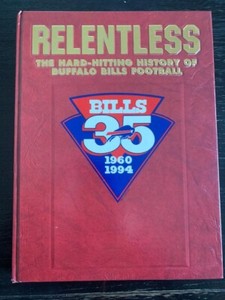 RELENTLESS
THE HARD-HITTING HISTORY OF
BUFFALO BILLS FOOTBALL
BILLS
35
1960
1994